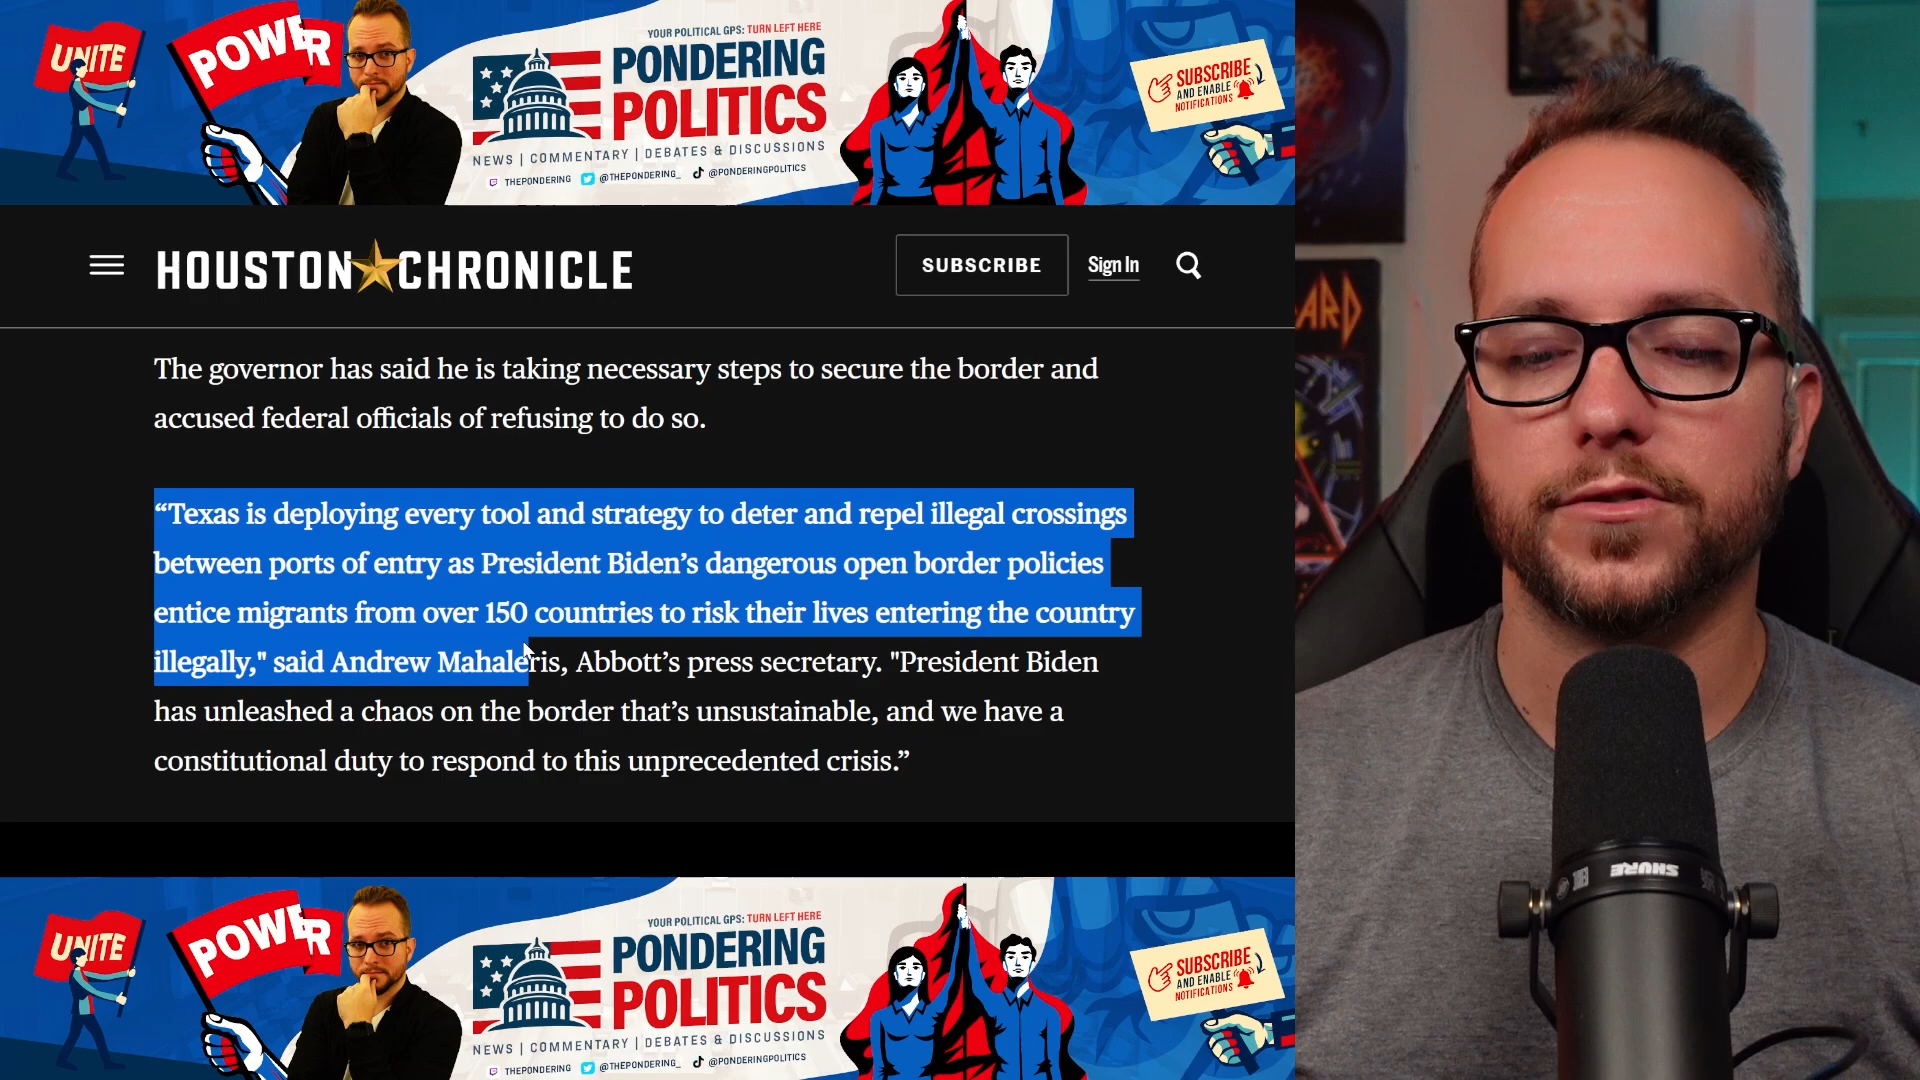 UNITE
POWER
YOUR POLITICAL GPS: TURN LEFT HERE
PONDERING
POLITICS
NEWS | COMMENTARY | DEBATES & DISCUSSIONS
THEPONDERING @THEPONDERING_ @PONDERINGPOLITICS
SUBSCRIBE
AND ENABLE
NOTIFICATIONS
HOUSTON CHRONICLE
SUBSCRIBE
Sign In
The governor has said he is taking necessary steps to secure the border and
accused federal officials of refusing to do so.
“Texas is deploying every tool and strategy to deter and repel illegal crossings
between ports of entry as President Biden’s dangerous open border policies
entice migrants from over 150 countries to risk their lives entering the country
illegally," said Andrew Mahaleris, Abbott’s press secretary. "President Biden
has unleashed a chaos on the border that’s unsustainable, and we have a
constitutional duty to respond to this unprecedented crisis.”
UNITE
POWER
YOUR POLITICAL GPS: TURN LEFT HERE
PONDERING
POLITICS
NEWS | COMMENTARY | DEBATES & DISCUSSIONS
THEPONDERING @THEPONDERING_ @PONDERINGPOLITICS
SUBSCRIBE
AND ENABLE
NOTIFICATIONS
ARD
SHURE